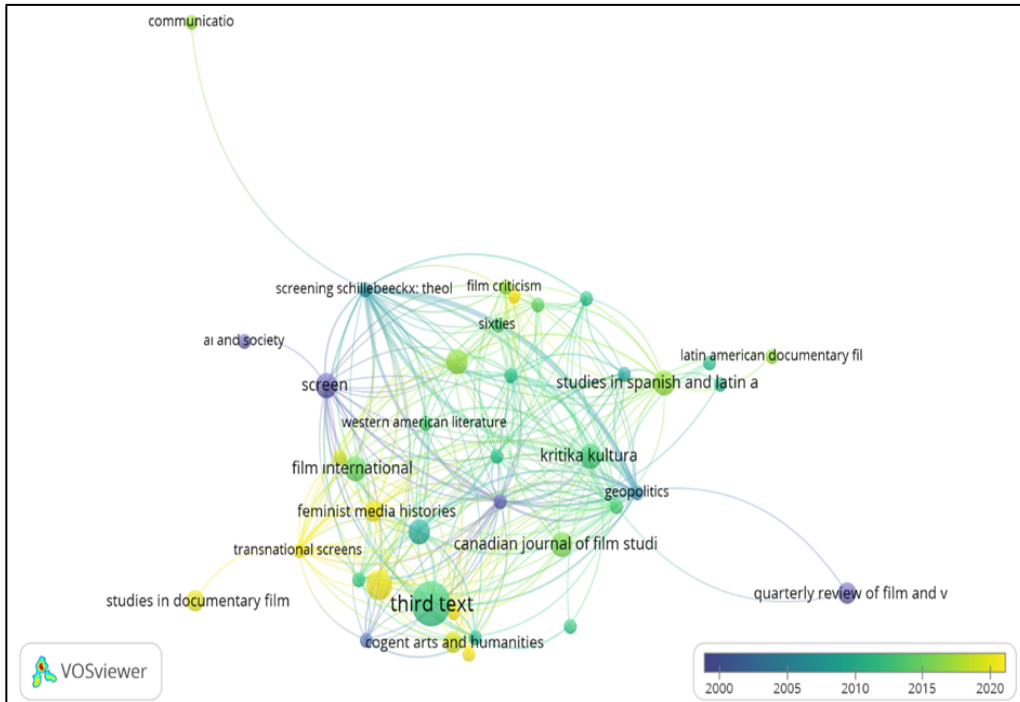 communicatio
screening schillebeeckx: theol
film criticism
sixties
ai and society
latin american documentary fil
screen
studies in spanish and latin a
western american literature
kritika kultura
film international
geopolitics
feminist media histories
canadian journal of film studi
transnational screens
studies in documentary film
quarterly review of film and v
third text
cogent arts and humanities
VOSviewer
2000 2005 2010 2015 2020